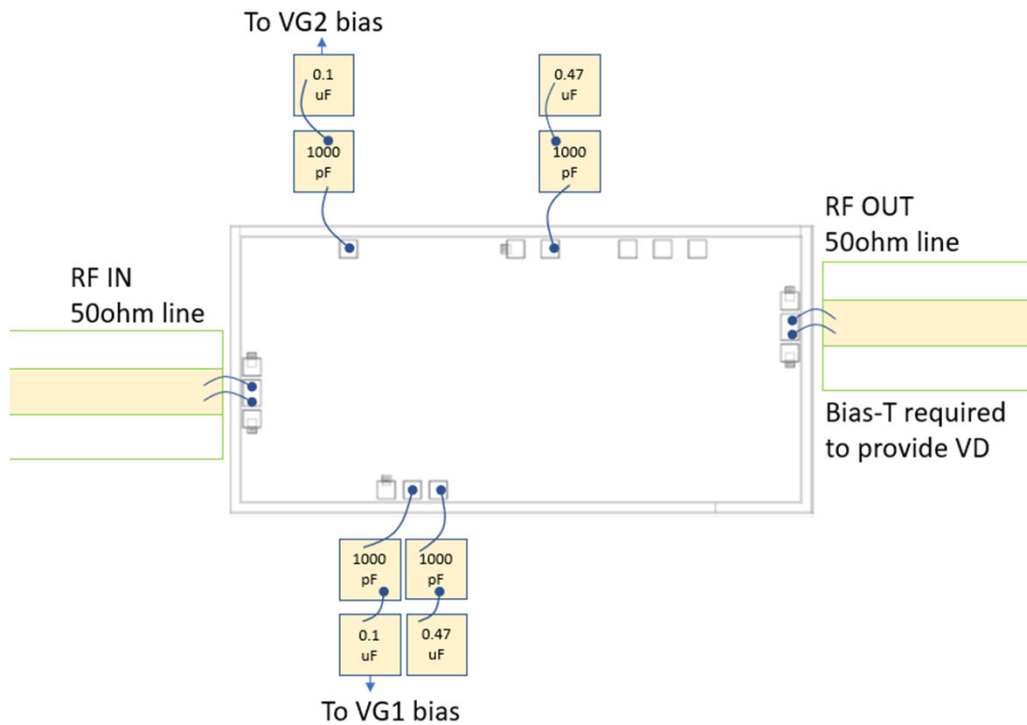 To VG2 bias
0.1
uF
0.47
uF
1000
pF
1000
pF
RF OUT
50ohm line
RF IN
50ohm line
Bias-T required
to provide VD
1000
pF
1000
pF
0.1
uF
0.47
uF
To VG1 bias